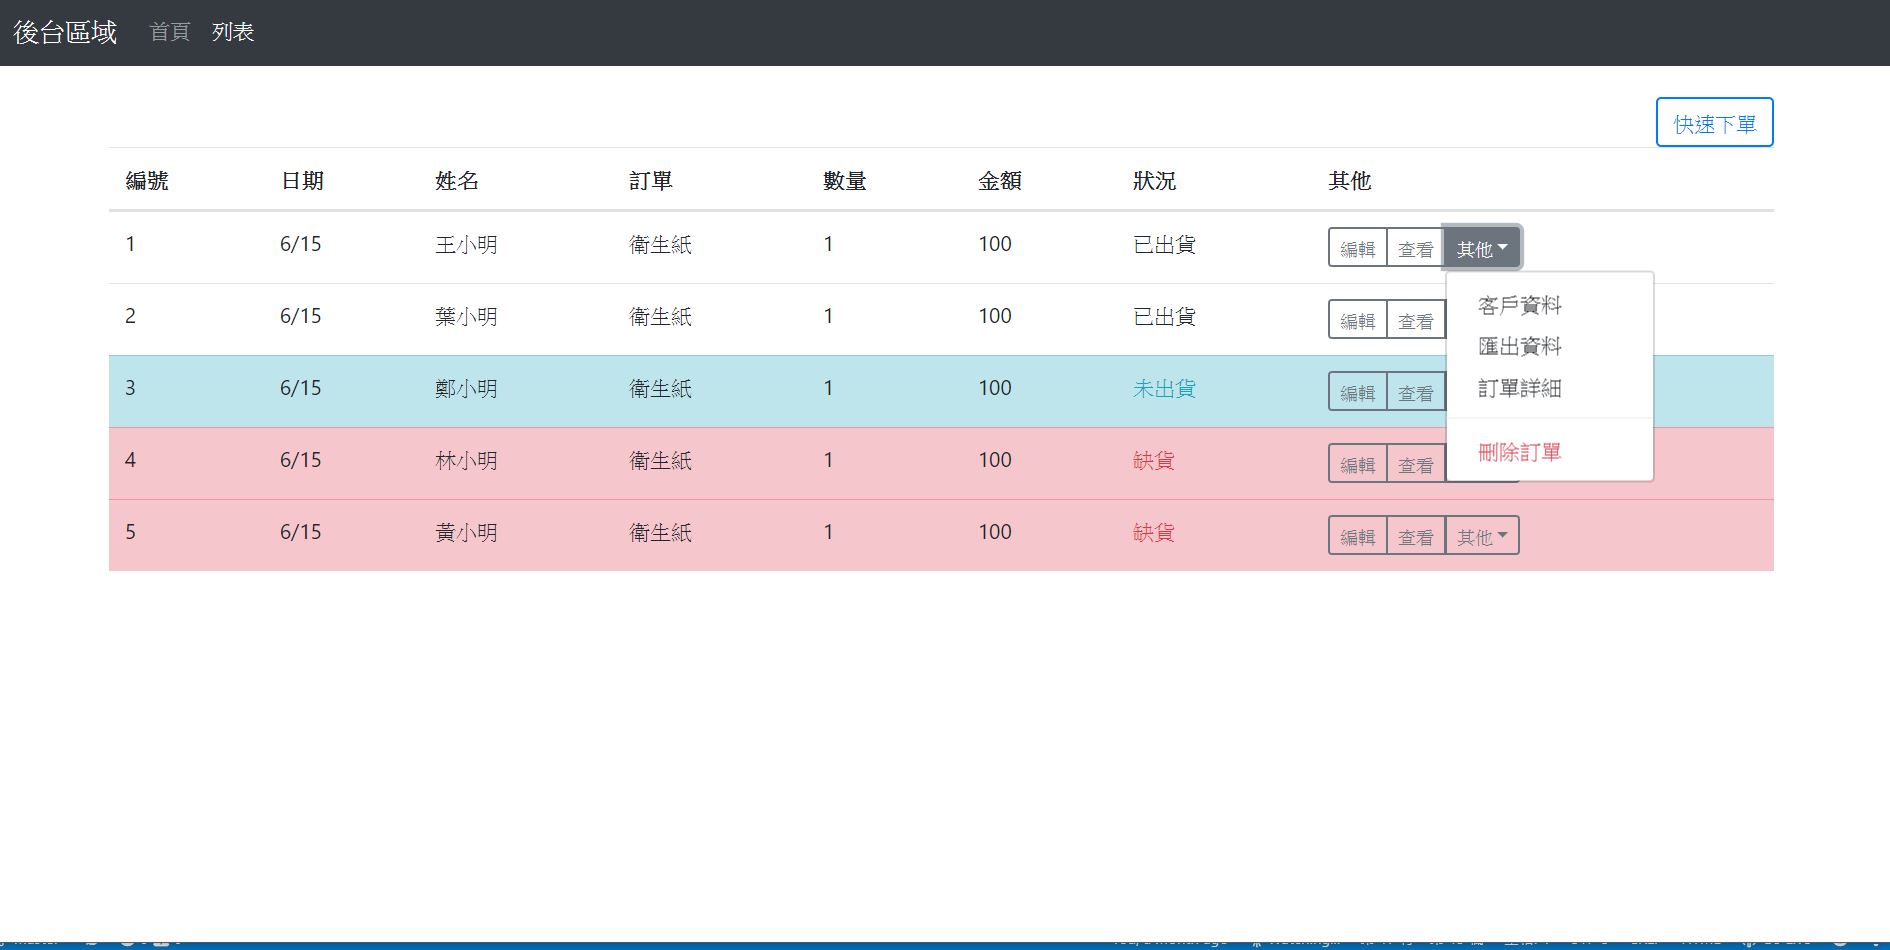 後台區域 首頁 列表
快速下單
編號 日期 姓名 訂單 數量 金額 狀況 其他
1 6/15 王小明 衛生紙 1 100 已出貨 編輯 查看 其他
客戶資料
2 6/15 葉小明 衛生紙 1 100 已出貨 編輯 查看
匯出資料
3 6/15 鄭小明 衛生紙 1 100 未出貨 編輯 查看
訂單詳細
4 6/15 林小明 衛生紙 1 100 缺貨 編輯 查看
刪除訂單
5 6/15 黃小明 衛生紙 1 100 缺貨 編輯 查看 其他